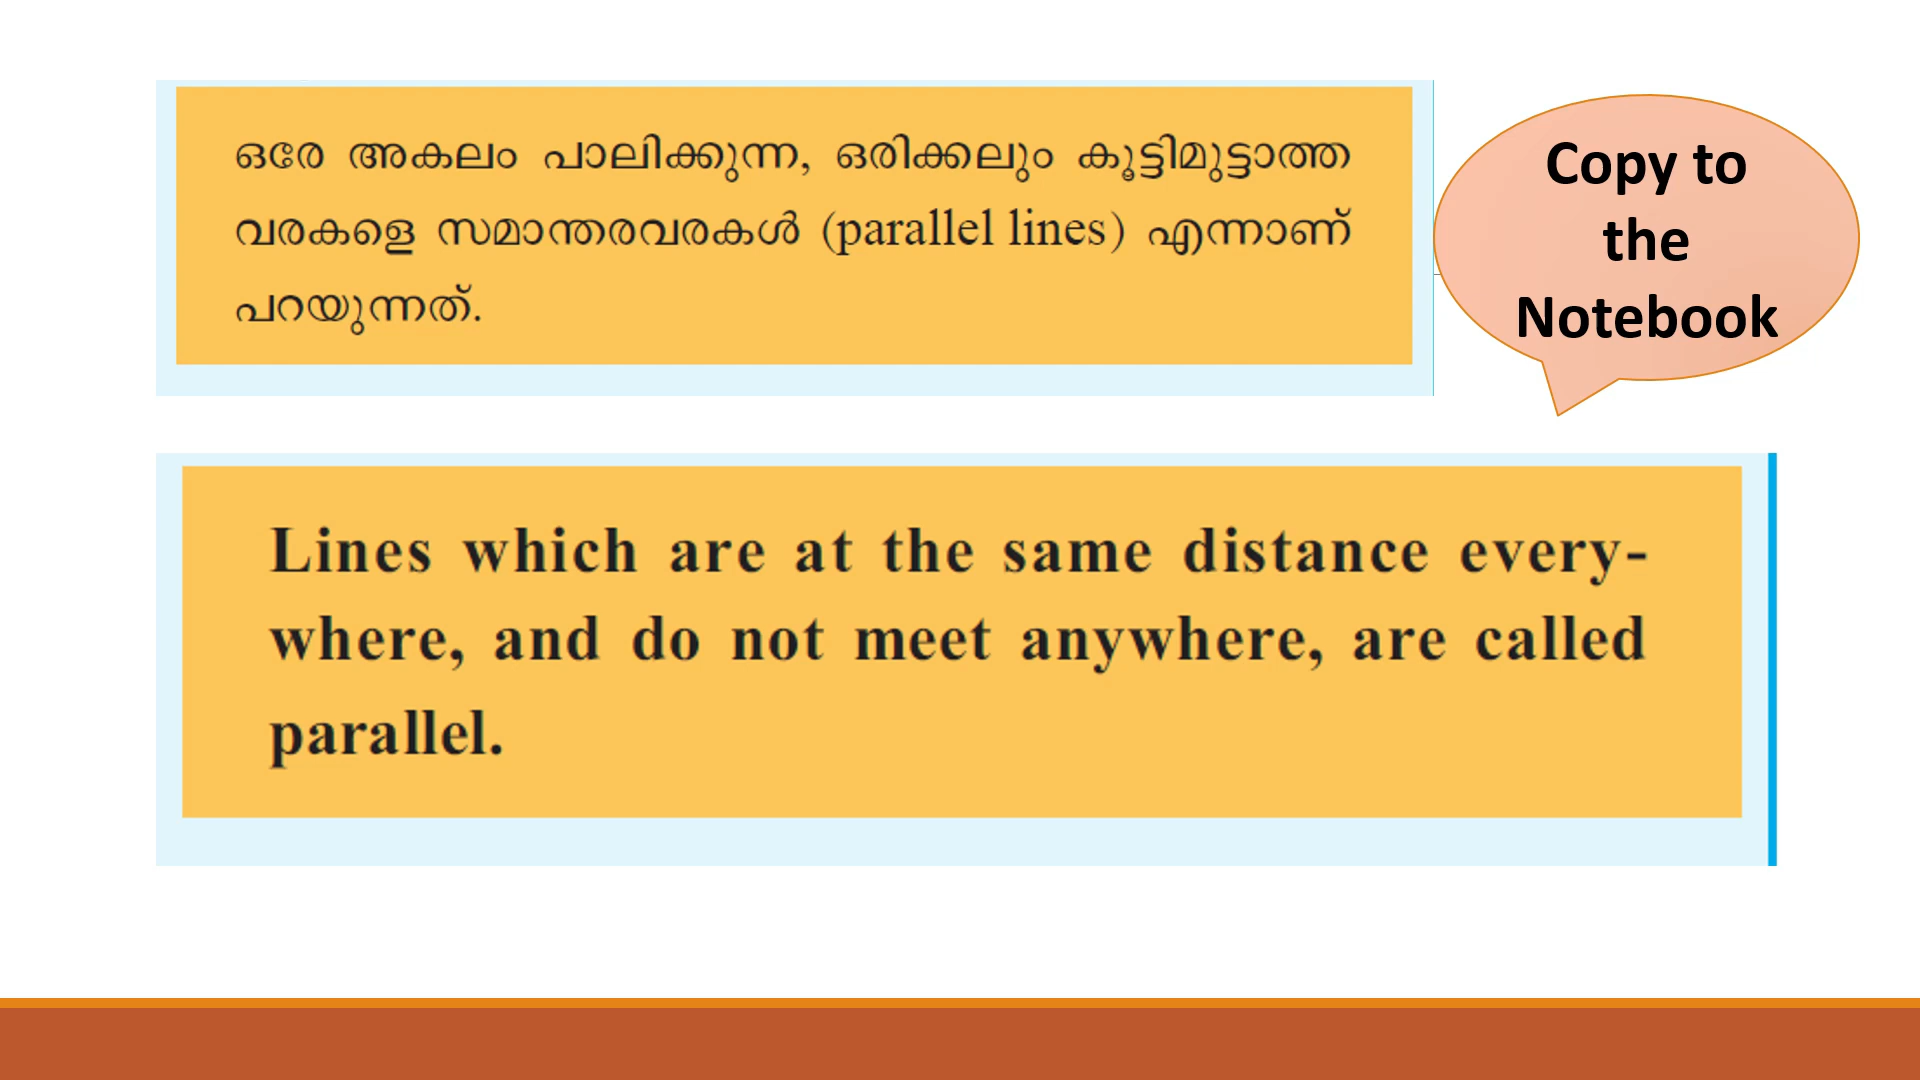 ഒരേ അകലം പാലിക്കുന്ന, ഒരിക്കലും കൂട്ടിമുട്ടാത്ത
വരകളെ സമാന്തരവരകൾ (parallel lines) എന്നാണ്
പറയുന്നത്.
Copy to
the
Notebook
Lines which are at the same distance every-
where, and do not meet anywhere, are called
parallel.